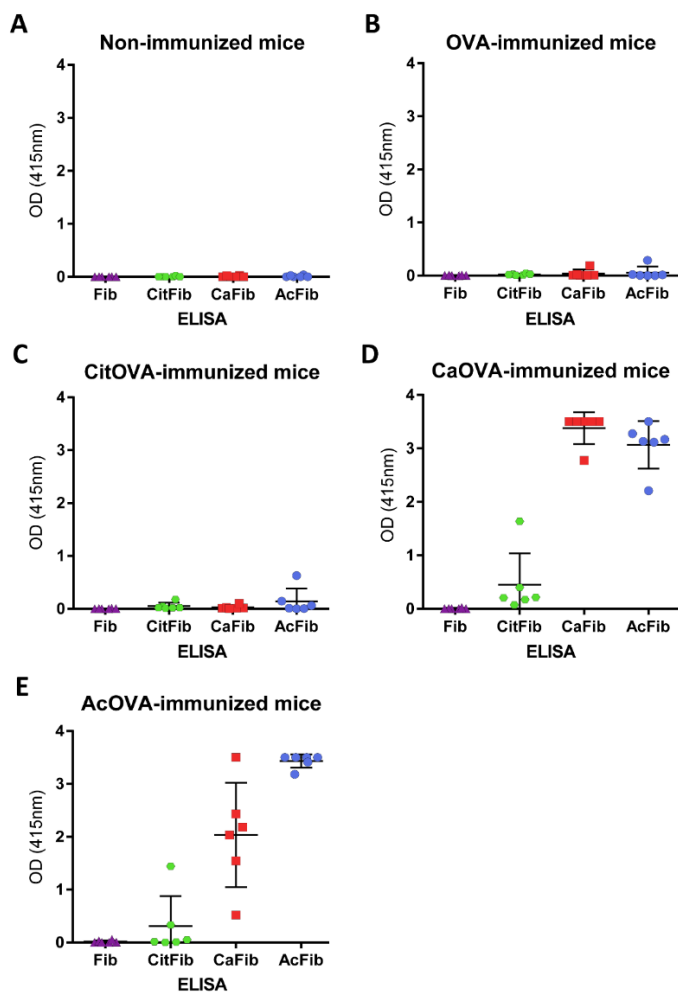 A
Non-immunized mice
4
3
2
1
0
OD (415nm)
Fib CitFib CaFib AcFib
ELISA
B
OVA-immunized mice
4
3
2
1
0
OD (415nm)
Fib CitFib CaFib AcFib
ELISA
C
CitOVA-immunized mice
4
3
2
1
0
OD (415nm)
Fib CitFib CaFib AcFib
ELISA
D
CaOVA-immunized mice
4
3
2
1
0
OD (415nm)
Fib CitFib CaFib AcFib
ELISA
E
AcOVA-immunized mice
4
3
2
1
0
OD (415nm)
Fib CitFib CaFib AcFib
ELISA